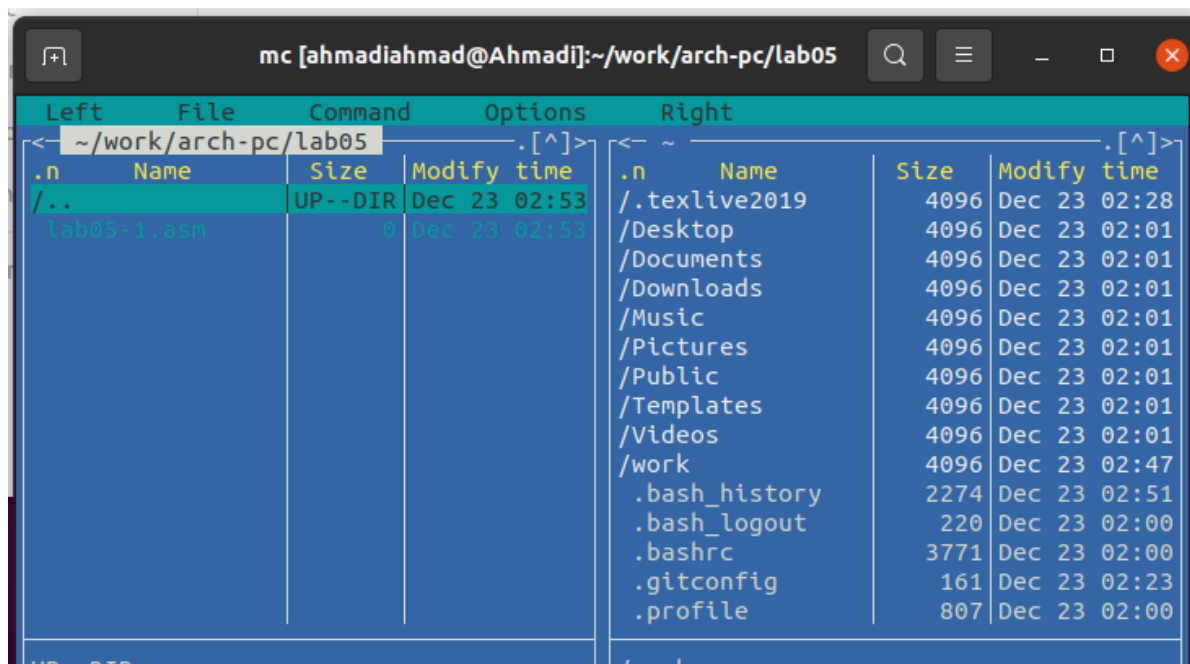 mc [ahmadiahmad@Ahmadi]:~/work/arch-pc/lab05
Left File Command Options Right
<─ ~/work/arch-pc/lab05 ─.[^]>
.n Name Size Modify time
/.. UP--DIR Dec 23 02:53
lab05-1.asm 0 Dec 23 02:53
<─ ~ ─.[^]>
.n Name Size Modify time
/.texlive2019 4096 Dec 23 02:28
/Desktop 4096 Dec 23 02:01
/Documents 4096 Dec 23 02:01
/Downloads 4096 Dec 23 02:01
/Music 4096 Dec 23 02:01
/Pictures 4096 Dec 23 02:01
/Public 4096 Dec 23 02:01
/Templates 4096 Dec 23 02:01
/Videos 4096 Dec 23 02:01
/work 4096 Dec 23 02:47
.bash_history 2274 Dec 23 02:51
.bash_logout 220 Dec 23 02:00
.bashrc 3771 Dec 23 02:00
.gitconfig 161 Dec 23 02:23
.profile 807 Dec 23 02:00